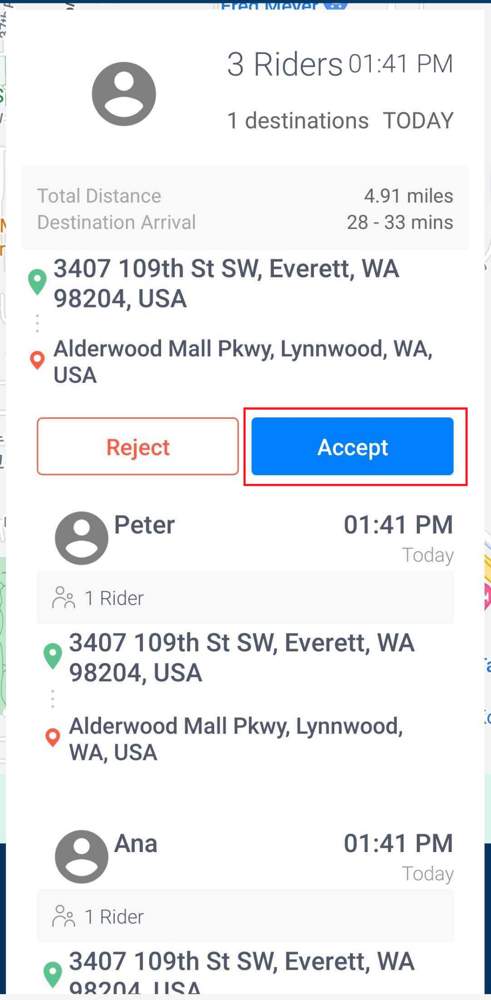 Fred Meyer
3 Riders 01:41 PM
1 destinations TODAY
Total Distance 4.91 miles
Destination Arrival 28 - 33 mins
3407 109th St SW, Everett, WA
98204, USA
Alderwood Mall Pkwy, Lynnwood, WA,
USA
Reject Accept
Peter 01:41 PM
Today
1 Rider
3407 109th St SW, Everett, WA
98204, USA
Alderwood Mall Pkwy, Lynnwood,
WA, USA
Ana 01:41 PM
Today
1 Rider
3407 109th St SW, Everett, WA
98204, USA